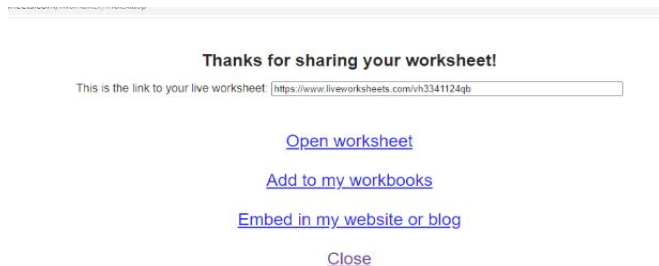 Thanks for sharing your worksheet!
This is the link to your live worksheet: https://www.liveworksheets.com/vh3341124qb
Open worksheet
Add to my workbooks
Embed in my website or blog
Close